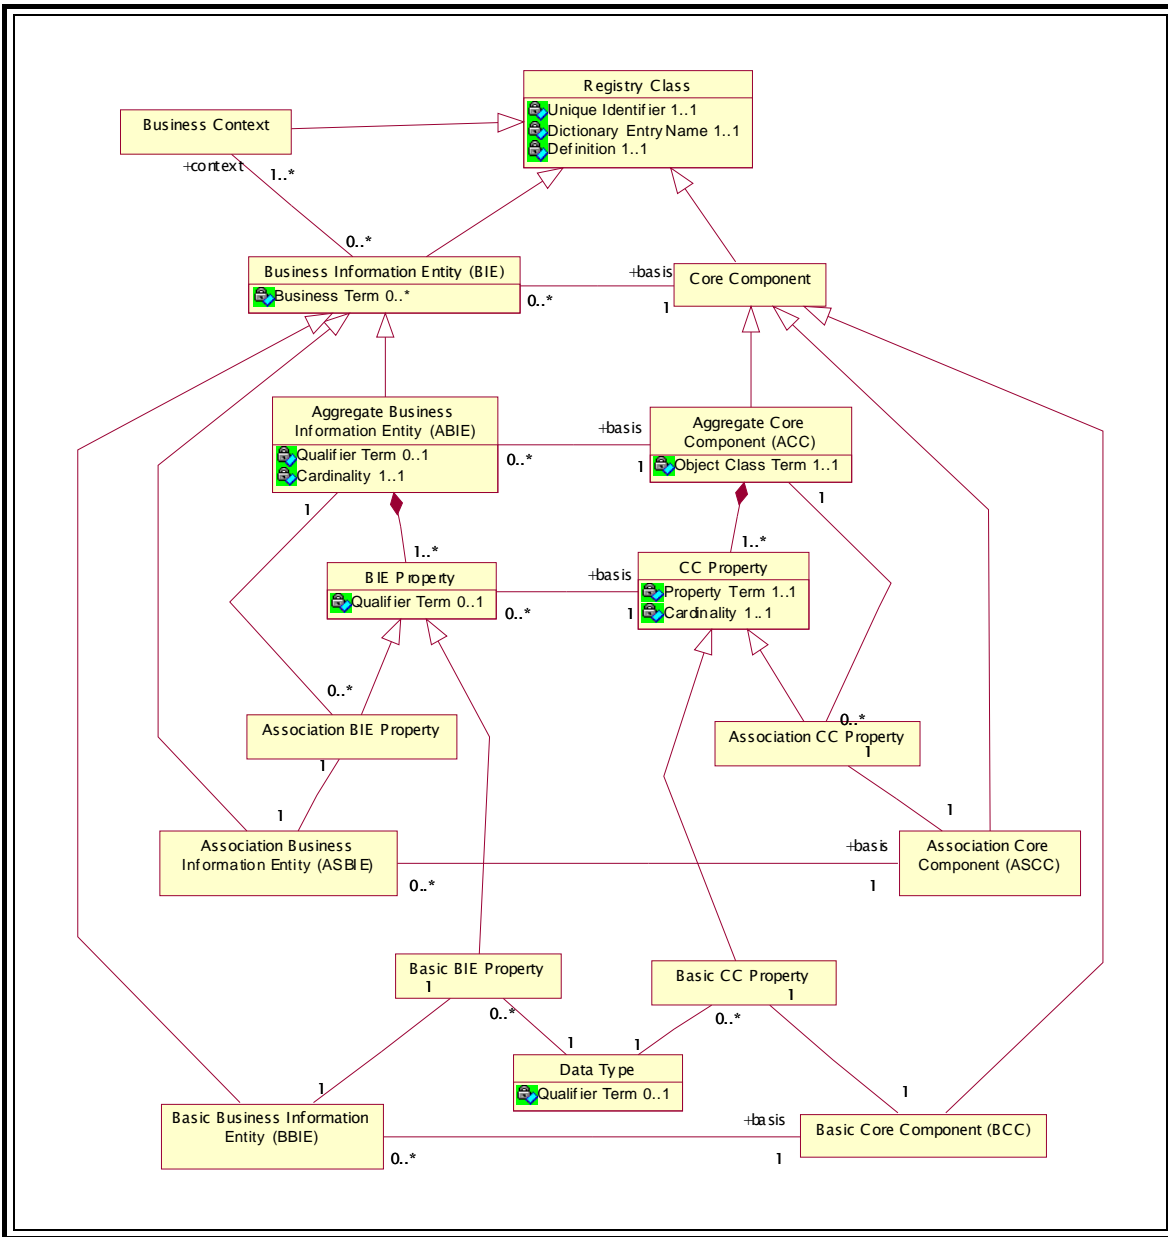 Registry Class
Unique Identifier 1..1
Dictionary Entry Name 1..1
Definition 1..1
Business Context
+context
1..*
0..*
Business Information Entity (BIE)
Business Term 0..*
+basis
0..*
1
Core Component
Aggregate Business
Information Entity (ABIE)
Qualifier Term 0..1
Cardinality 1..1
+basis
0..*
1
Aggregate Core
Component (ACC)
Object Class Term 1..1
1
1
1..*
1..*
BIE Property
Qualifier Term 0..1
+basis
0..*
1
CC Property
Property Term 1..1
Cardinality 1..1
0..*
Association BIE Property
1
0..*
Association CC Property
1
1
1
Association Business
Information Entity (ASBIE)
+basis
0..*
1
Association Core
Component (ASCC)
Basic BIE Property
1
0..*
Basic CC Property
1
0..*
1
1
Data Type
Qualifier Term 0..1
1
1
Basic Business Information
Entity (BBIE)
+basis
0..*
1
Basic Core Component (BCC)